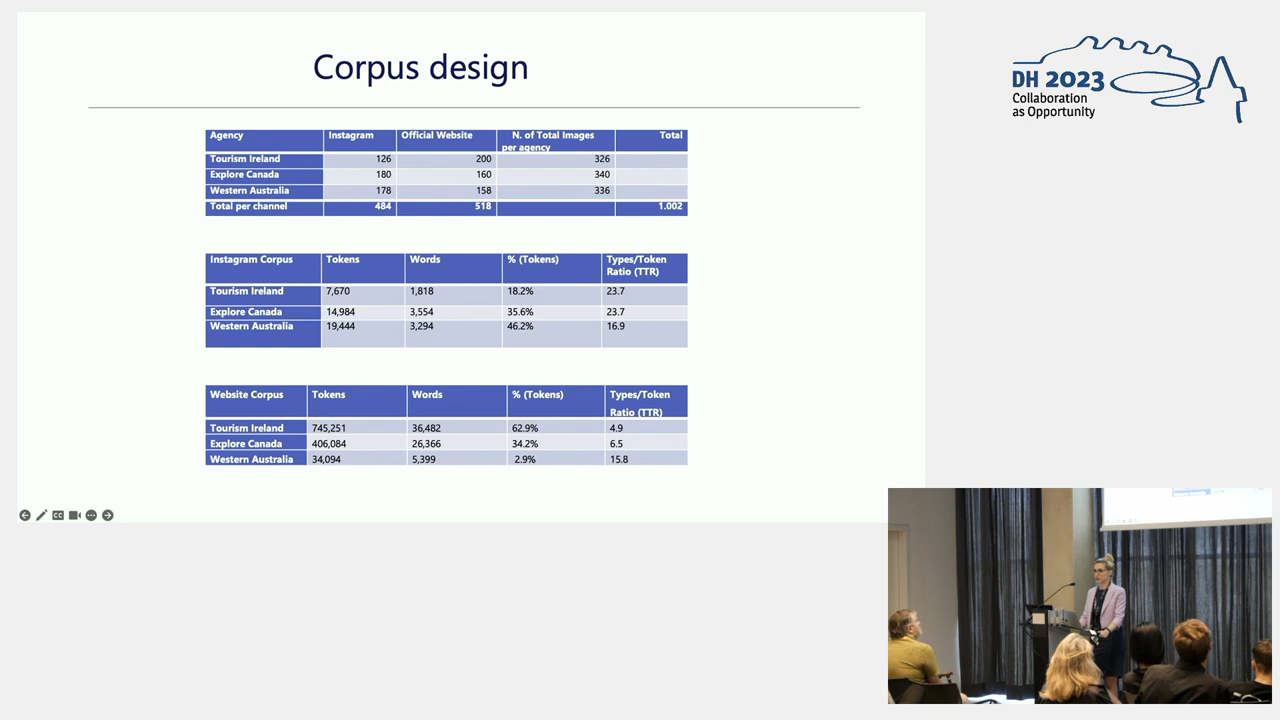 Corpus design
Agency Instagram Official Website N. of Total Images per agency Total
Tourism Ireland 126 200 326
Explore Canada 180 160 340
Western Australia 178 158 336
Total per channel 484 518 1.002
Instagram Corpus Tokens Words % (Tokens) Types/Token Ratio (TTR)
Tourism Ireland 7,670 1,818 18.2% 23.7
Explore Canada 14,984 3,554 35.6% 23.7
Western Australia 19,444 3,294 46.2% 16.9
Website Corpus Tokens Words % (Tokens) Types/Token Ratio (TTR)
Tourism Ireland 745,251 36,482 62.9% 4.9
Explore Canada 406,084 26,366 34.2% 6.5
Western Australia 34,094 5,399 2.9% 15.8
CC
DH 2023
Collaboration
as Opportunity